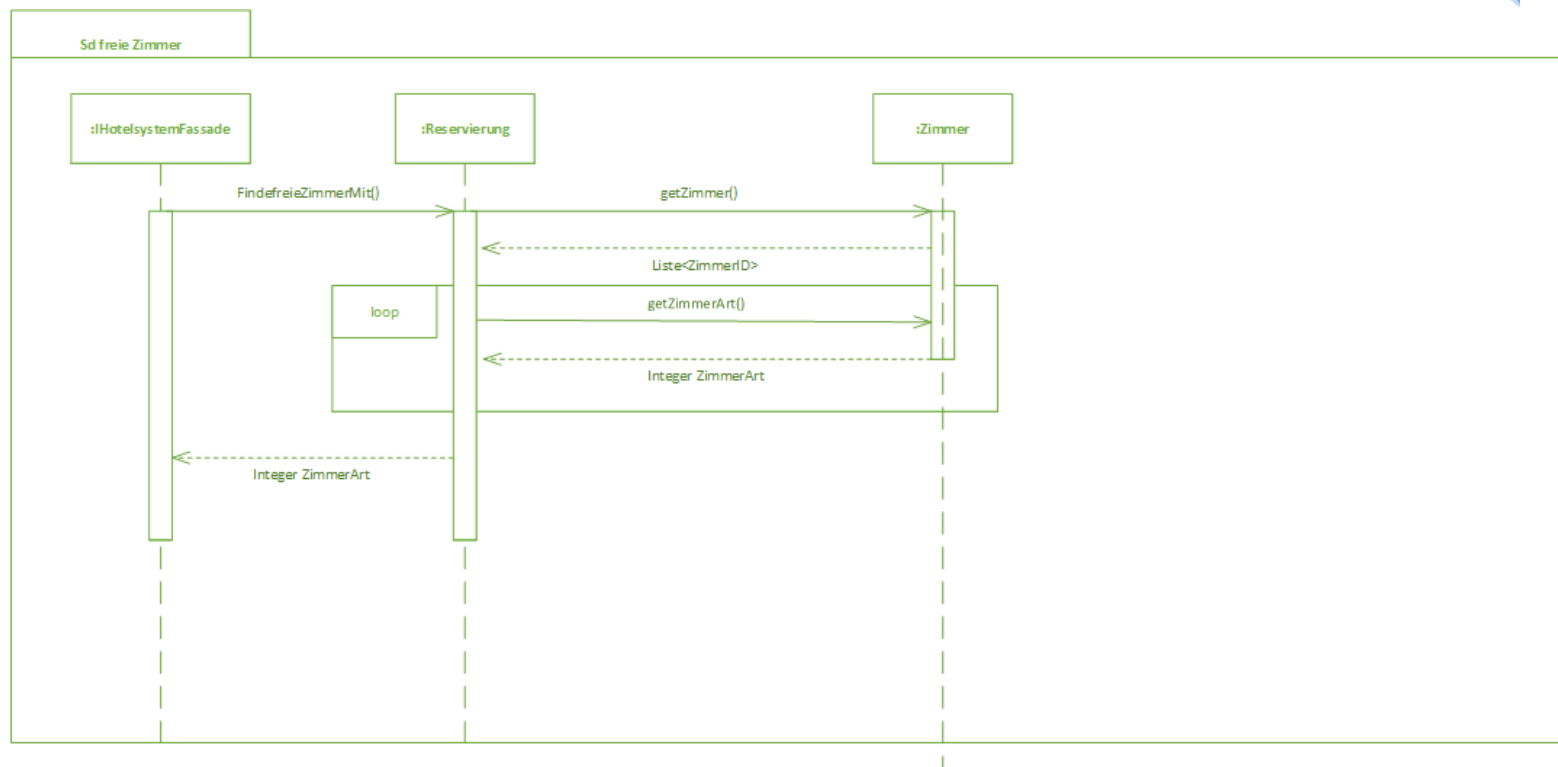 Sd freie Zimmer
:IHotelsystemFassade
:Reservierung
:Zimmer
FindefreieZimmerMit()
getZimmer()
Liste<ZimmerID>
loop
getZimmerArt()
Integer ZimmerArt
Integer ZimmerArt